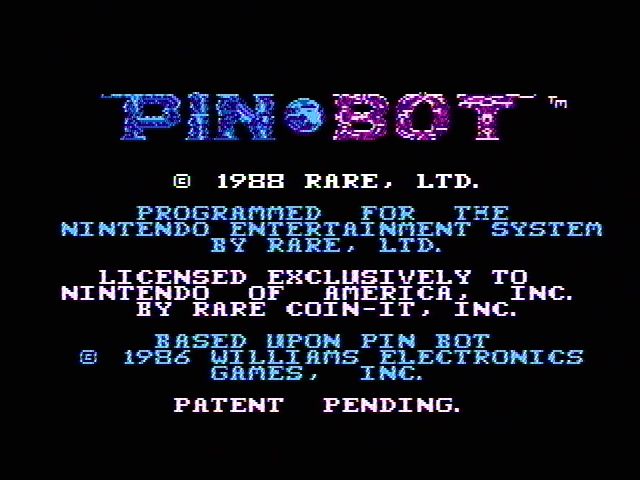 PIN·BOT ™
© 1988 RARE, LTD.
PROGRAMMED FOR THE
NINTENDO ENTERTAINMENT SYSTEM
BY RARE, LTD.
LICENSED EXCLUSIVELY TO
NINTENDO OF AMERICA, INC.
BY RARE COIN-IT, INC.
BASED UPON PIN BOT
© 1986 WILLIAMS ELECTRONICS
GAMES, INC.
PATENT PENDING.